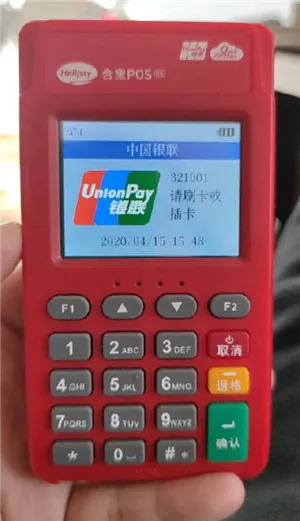 HeliPay 合里POS
中国银联
UnionPay
银联
321001
请刷卡或
插卡
2020/04/15 15 48
F1
F2
1
2 ABC
3 DEF
取消
4 GHI
5 JKL
6 MNO
退格
7 PQRS
8 TUV
9 WXYZ
确认
*
0
#